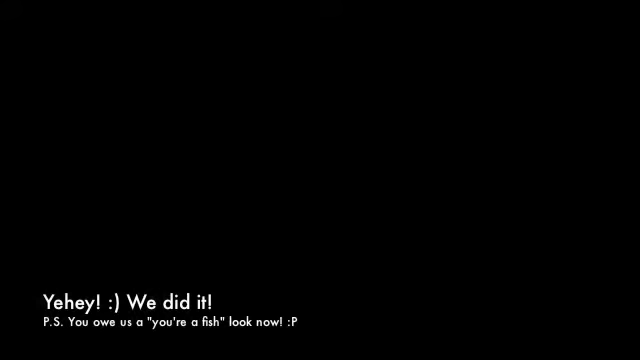 Yehey! :) We did it!
P.S. You owe us a "you're a fish" look now! :P